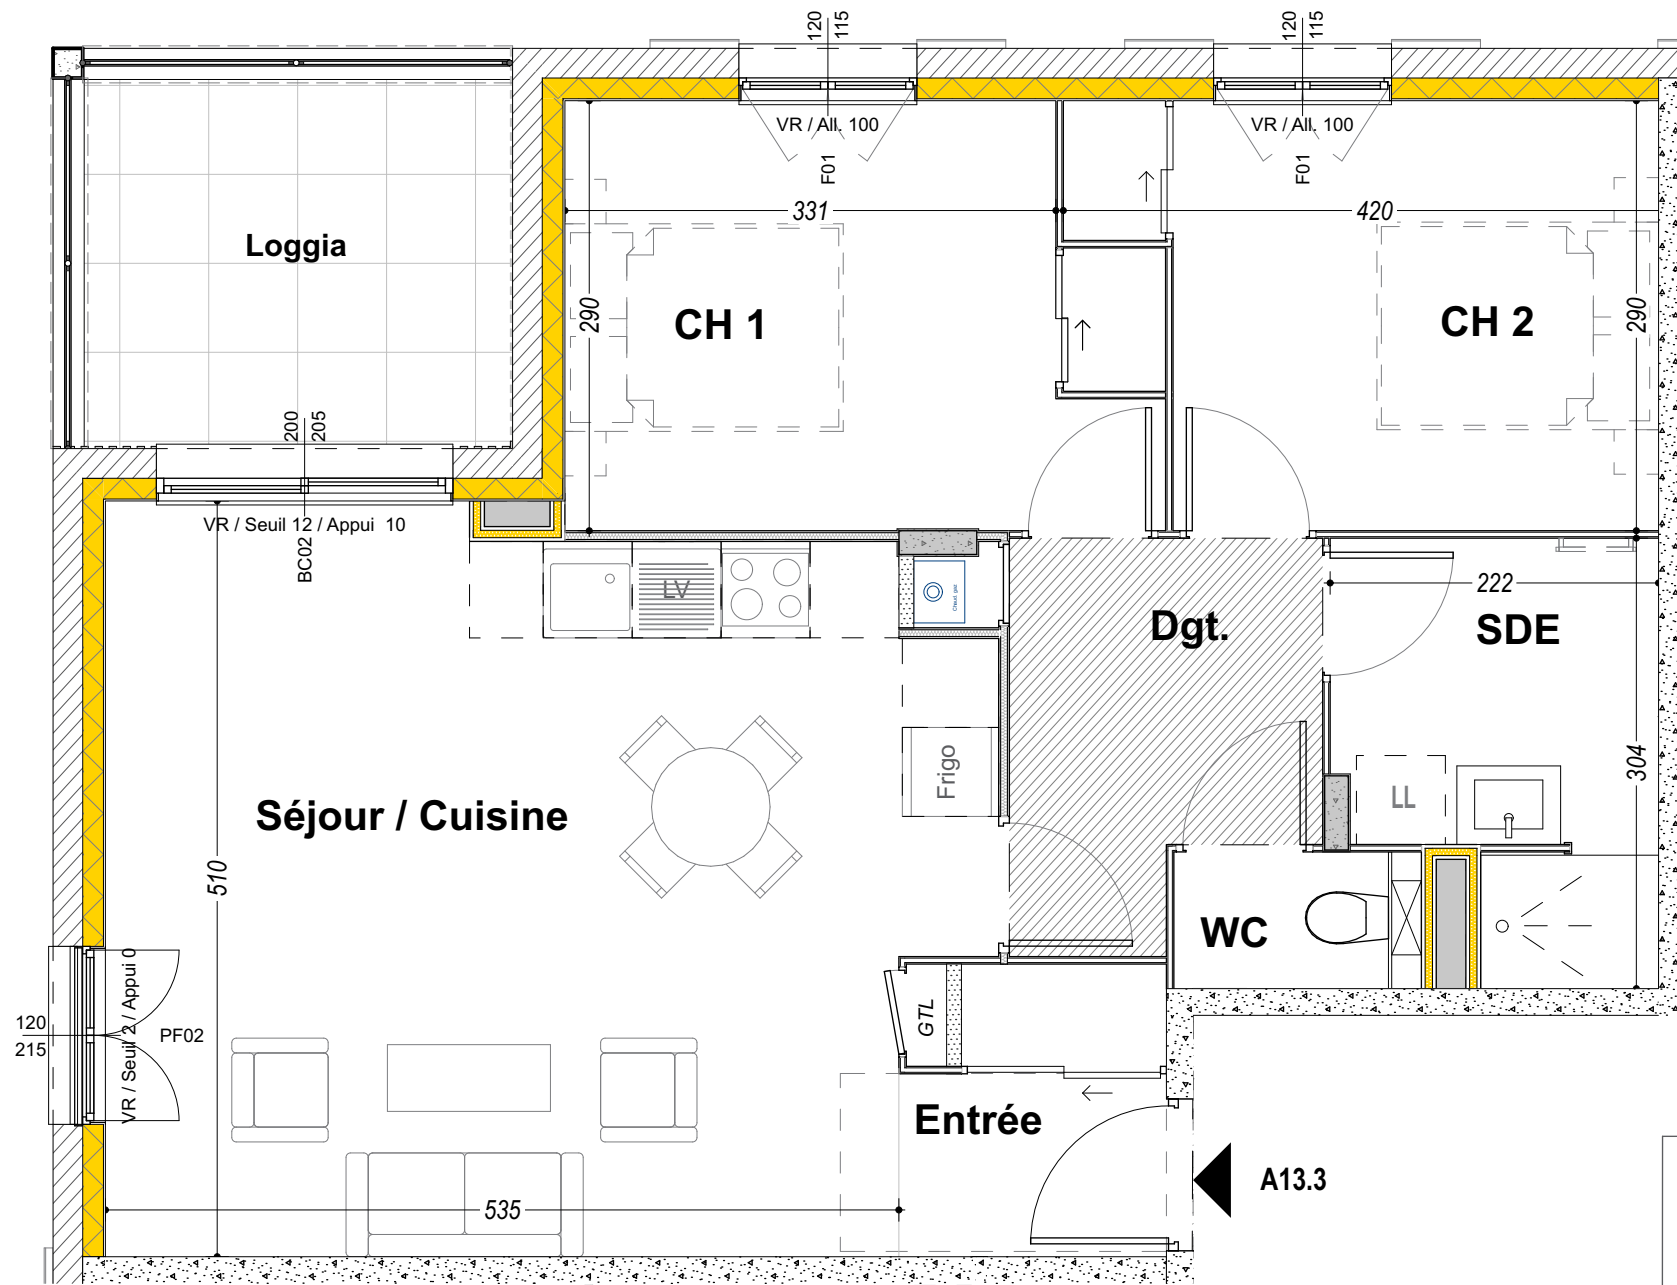 120
115
120
115
VR / All. 100
F01
VR / All. 100
F01
331
420
Loggia
290
CH 1
CH 2
290
200
205
VR / Seuil 12 / Appui 10
BC02
LV
Chaud. gaz
222
Dgt.
SDE
304
Frigo
LL
Séjour / Cuisine
510
WC
VR / Seuil 2 / Appui 0
120
215
PF02
GTL
Entrée
A13.3
535